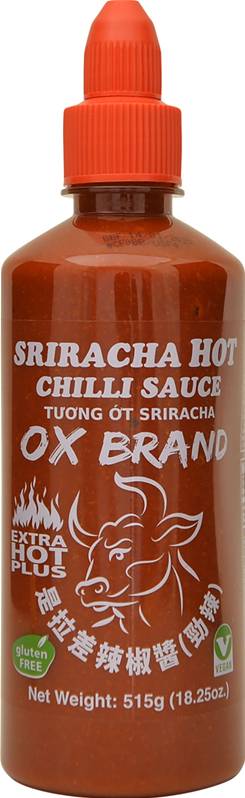 SRIRACHA HOT
CHILLI SAUCE
TƯƠNG ỚT SRIRACHA
OX BRAND
EXTRA
HOT
PLUS
是拉差辣椒醬(勁辣)
gluten
FREE
V
VEGAN
Net Weight: 515g (18.25oz.)